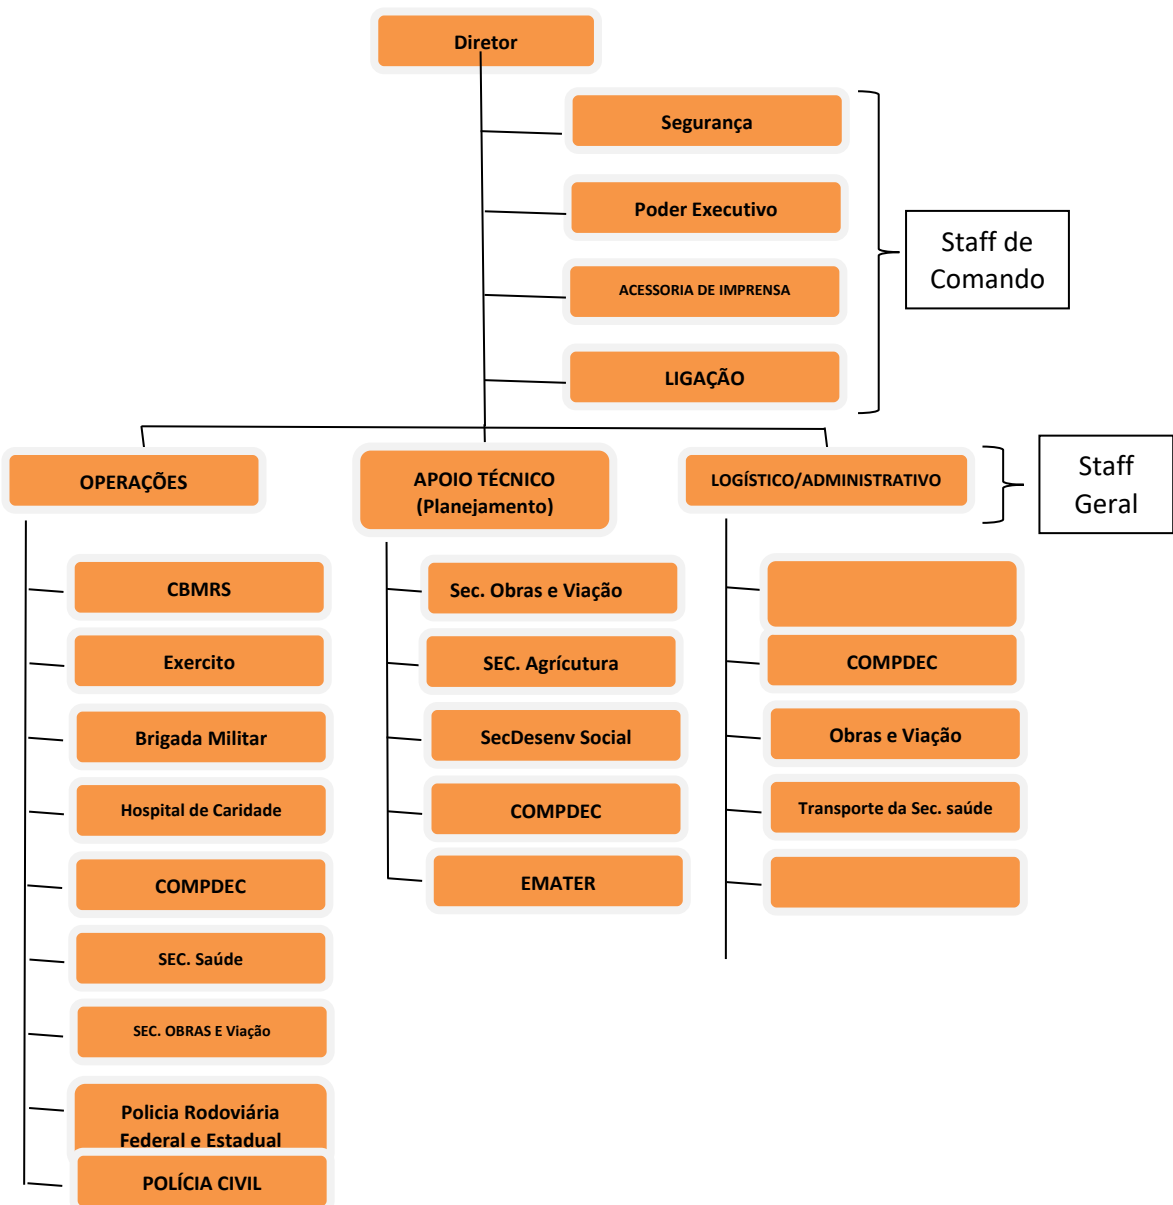 Diretor
Segurança
Poder Executivo
ACESSORIA DE IMPRENSA
LIGAÇÃO
Staff de
Comando
OPERAÇÕES
APOIO TÉCNICO
(Planejamento)
LOGÍSTICO/ADMINISTRATIVO
Staff
Geral
CBMRS
Exercito
Brigada Militar
Hospital de Caridade
COMPDEC
SEC. Saúde
SEC. OBRAS E Viação
Policia Rodoviária
Federal e Estadual
POLÍCIA CIVIL
Sec. Obras e Viação
SEC. Agrícutura
SecDesenv Social
COMPDEC
EMATER
COMPDEC
Obras e Viação
Transporte da Sec. saúde